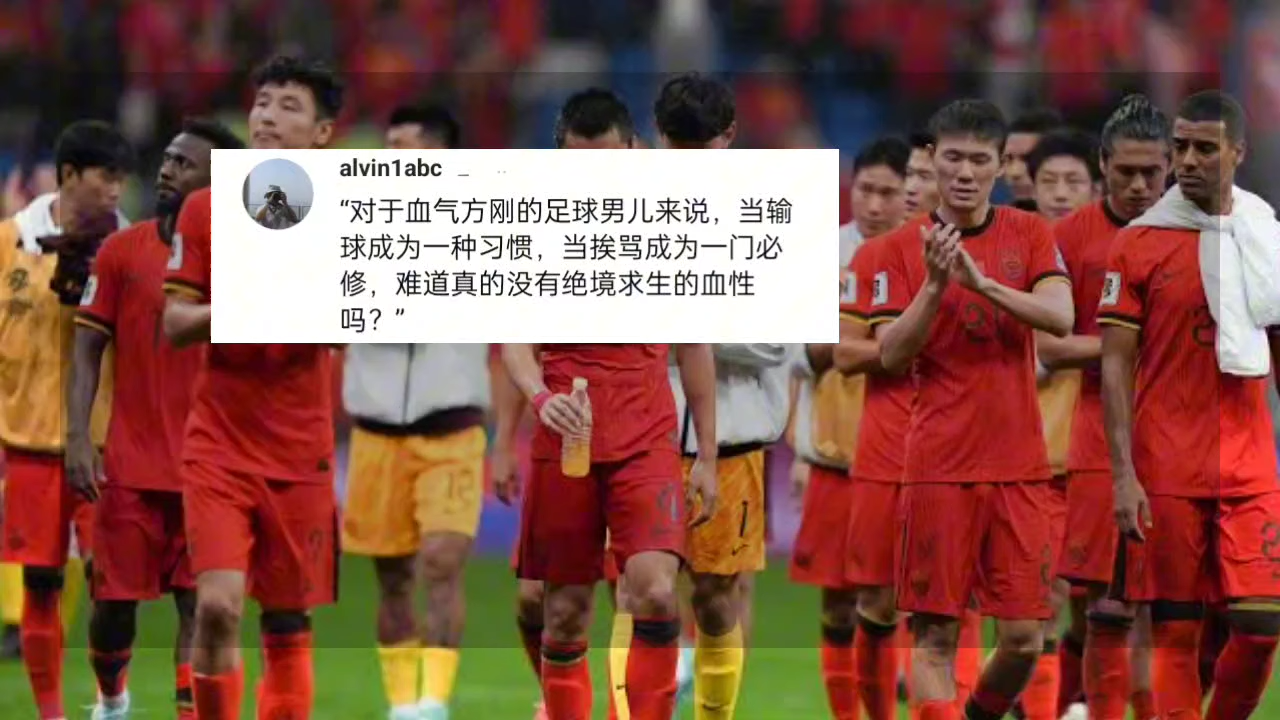 alvin1abc
“对于血气方刚的足球男儿来说，当输
球成为一种习惯，当挨骂成为一门必
修，难道真的没有绝境求生的血性
吗？”
12
1